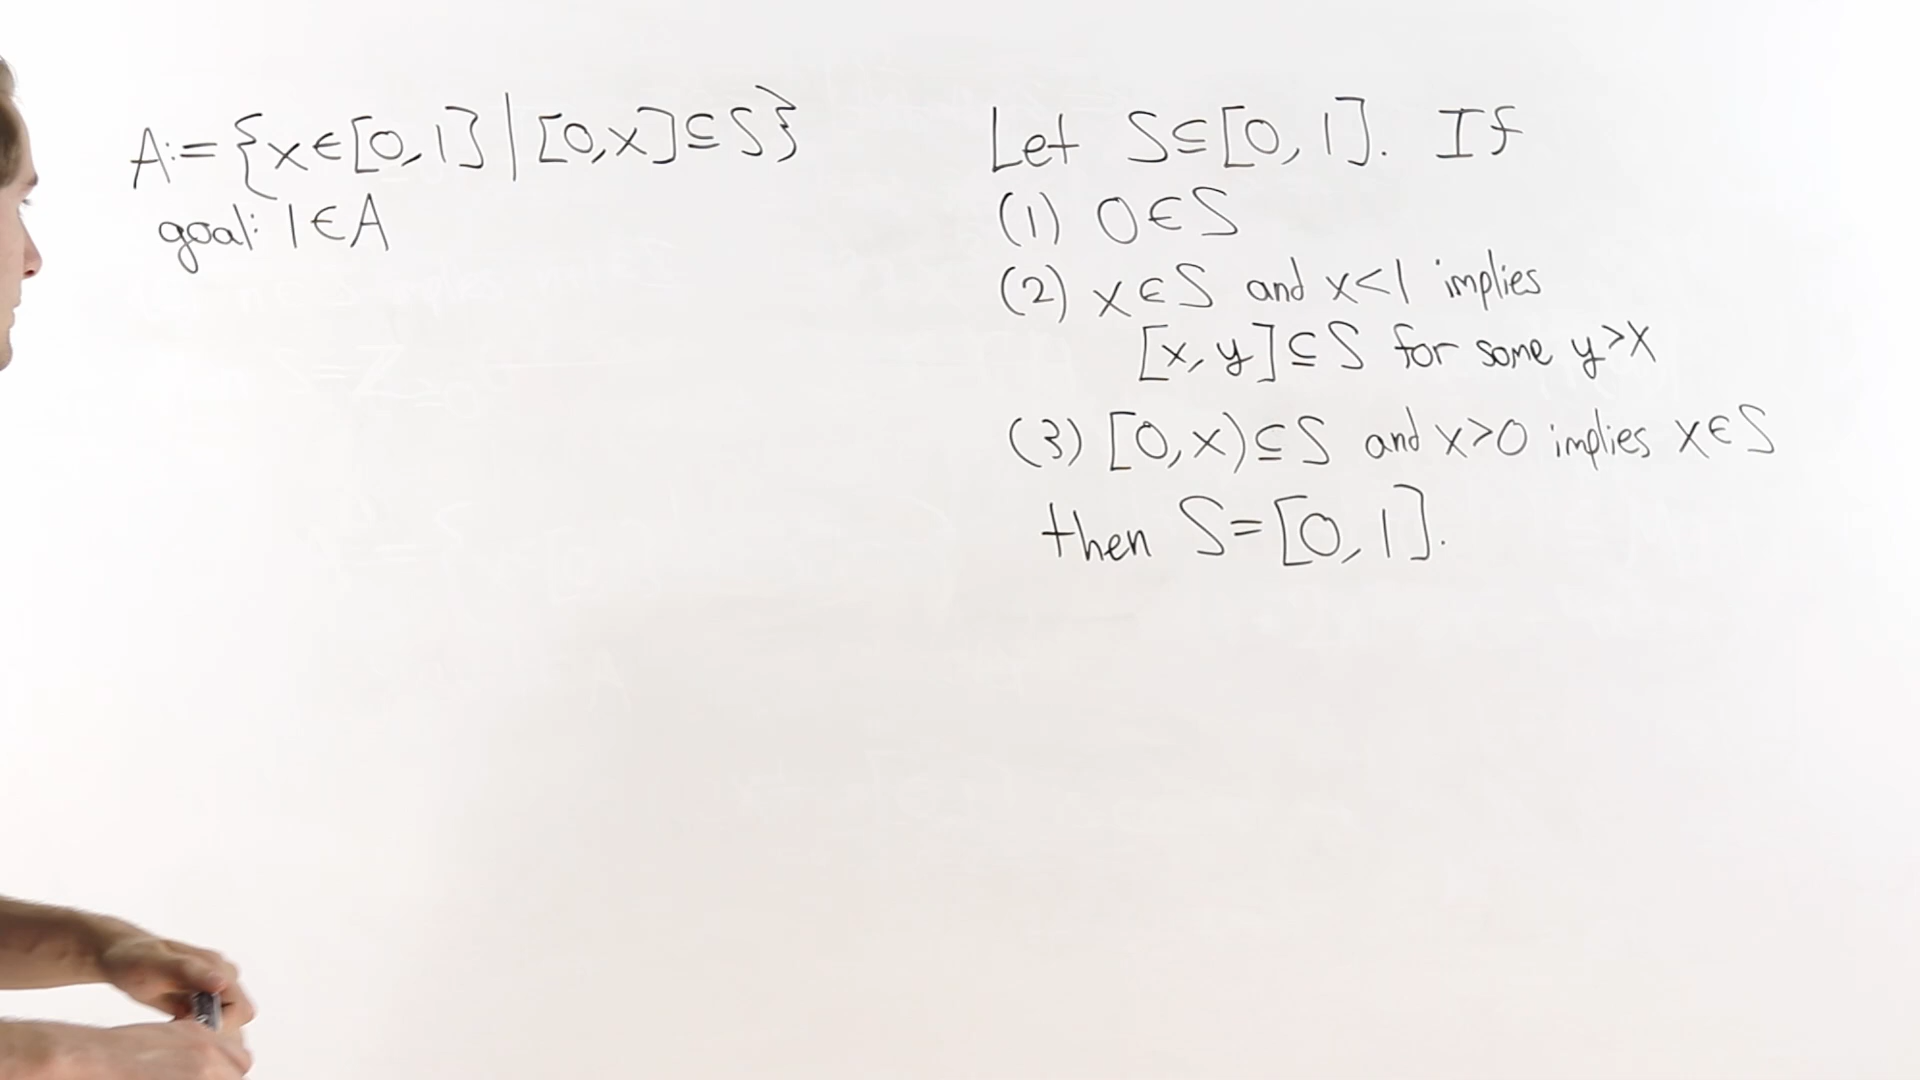 A:={x∈[0,1]|[0,x]⊆S}
goal: 1∈A
Let S⊆[0,1]. If
(1) 0∈S
(2) x∈S and x<1 implies
[x,y]⊆S for some y>x
(3) [0,x)⊆S and x>0 implies x∈S
then S=[0,1].